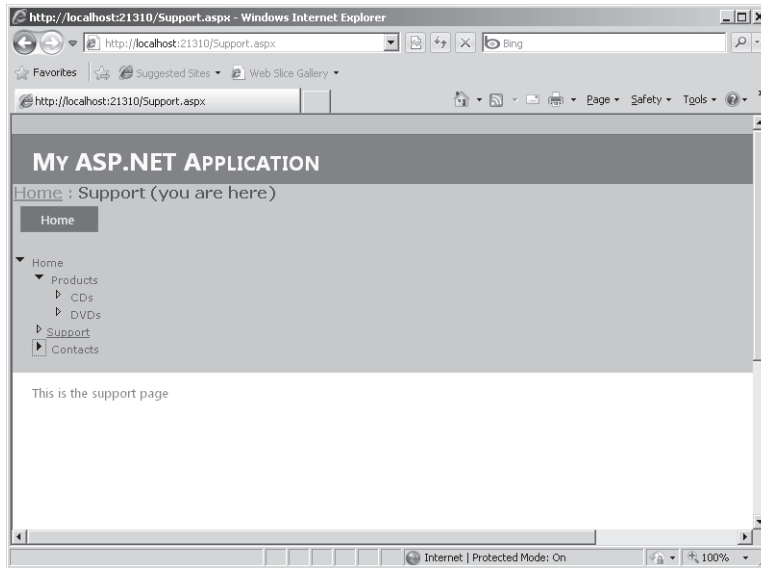 http://localhost:21310/Support.aspx - Windows Internet Explorer
http://localhost:21310/Support.aspx
Bing
Favorites Suggested Sites Web Slice Gallery
http://localhost:21310/Support.aspx
Page Safety Tools
MY ASP.NET APPLICATION
Home : Support (you are here)
Home
Home
Products
CDs
DVDs
Support
Contacts
This is the support page
Internet | Protected Mode: On
100%